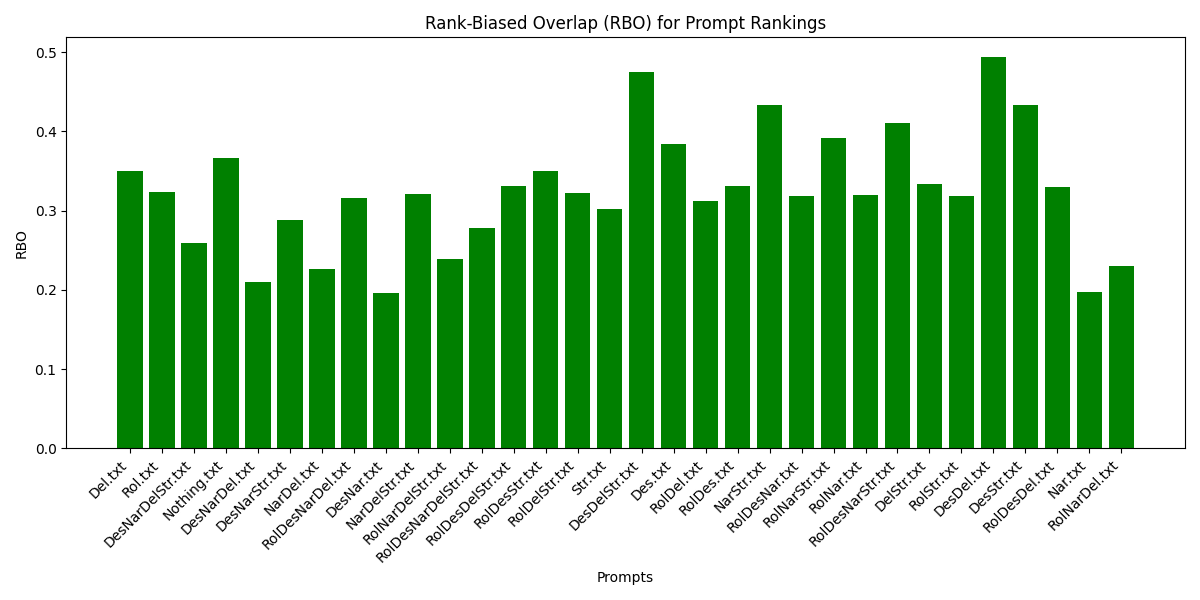 Rank-Biased Overlap (RBO) for Prompt Rankings
0.5
0.4
0.3
0.2
0.1
0.0
RBO
Del.txt
Rol.txt
DesNarDelStr.txt
Nothing.txt
DesNarDel.txt
DesNarStr.txt
NarDel.txt
RolDesNarDel.txt
DesNar.txt
NarDelStr.txt
RolNarDelStr.txt
RolDesNarDelStr.txt
RolDesDelStr.txt
RolDesStr.txt
RolDelStr.txt
Str.txt
DesDelStr.txt
Des.txt
RolDel.txt
RolDes.txt
NarStr.txt
RolDesNar.txt
RolNarStr.txt
RolNar.txt
RolDesNarStr.txt
DelStr.txt
RolStr.txt
DesDel.txt
DesStr.txt
RolDesDel.txt
Nar.txt
RolNarDel.txt
Prompts